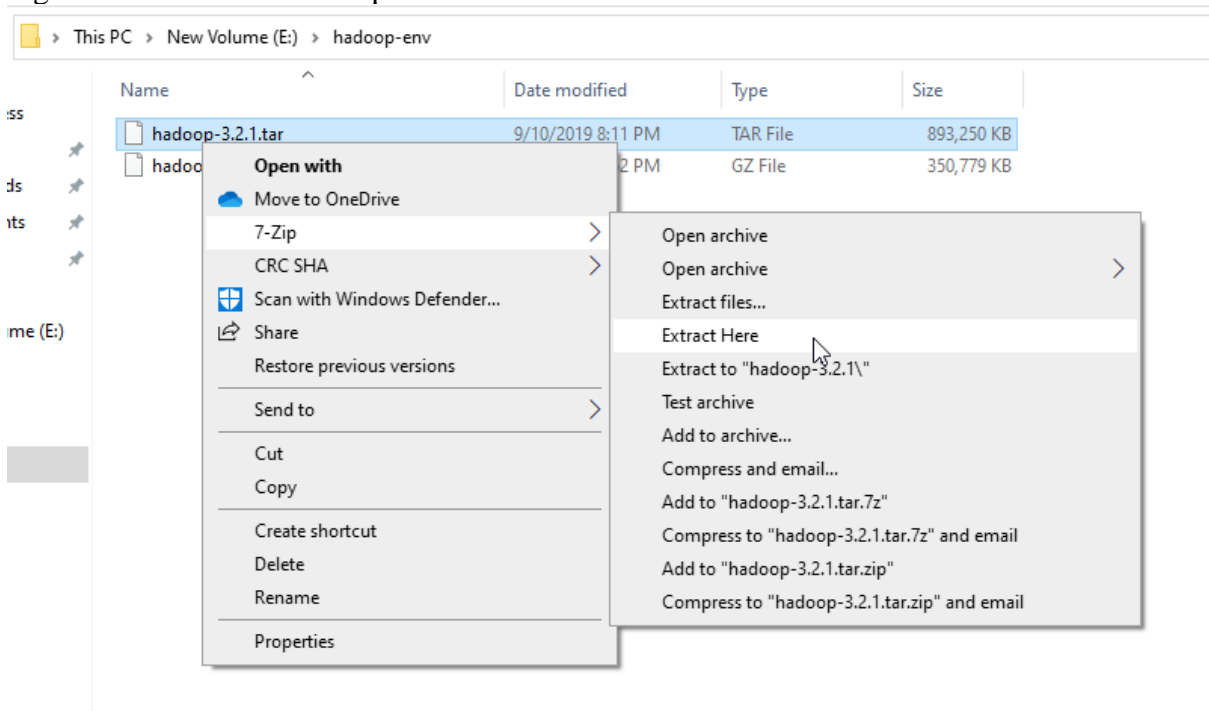 This PC > New Volume (E:) > hadoop-env
Name Date modified Type Size
hadoop-3.2.1.tar 9/10/2019 8:11 PM TAR File 893,250 KB
hadoo 2 PM GZ File 350,779 KB
ess
ds
nts
ume (E:)
Open with
Move to OneDrive
7-Zip
CRC SHA
Scan with Windows Defender...
Share
Restore previous versions
Send to
Cut
Copy
Create shortcut
Delete
Rename
Properties
Open archive
Open archive
Extract files...
Extract Here
Extract to "hadoop-3.2.1\"
Test archive
Add to archive...
Compress and email...
Add to "hadoop-3.2.1.tar.7z"
Compress to "hadoop-3.2.1.tar.7z" and email
Add to "hadoop-3.2.1.tar.zip"
Compress to "hadoop-3.2.1.tar.zip" and email